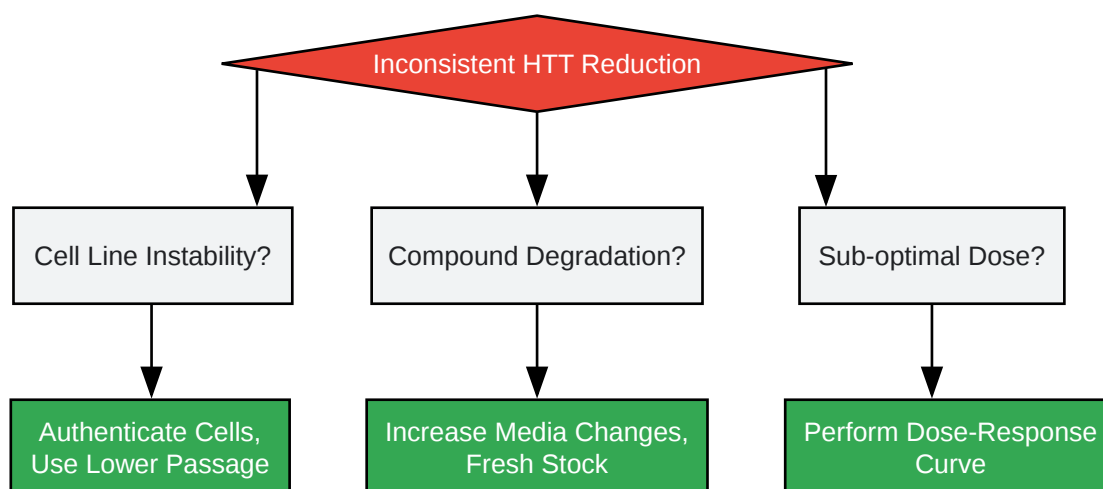 Inconsistent HTT Reduction
Cell Line Instability?
Compound Degradation?
Sub-optimal Dose?
Authenticate Cells,
Use Lower Passage
Increase Media Changes,
Fresh Stock
Perform Dose-Response
Curve